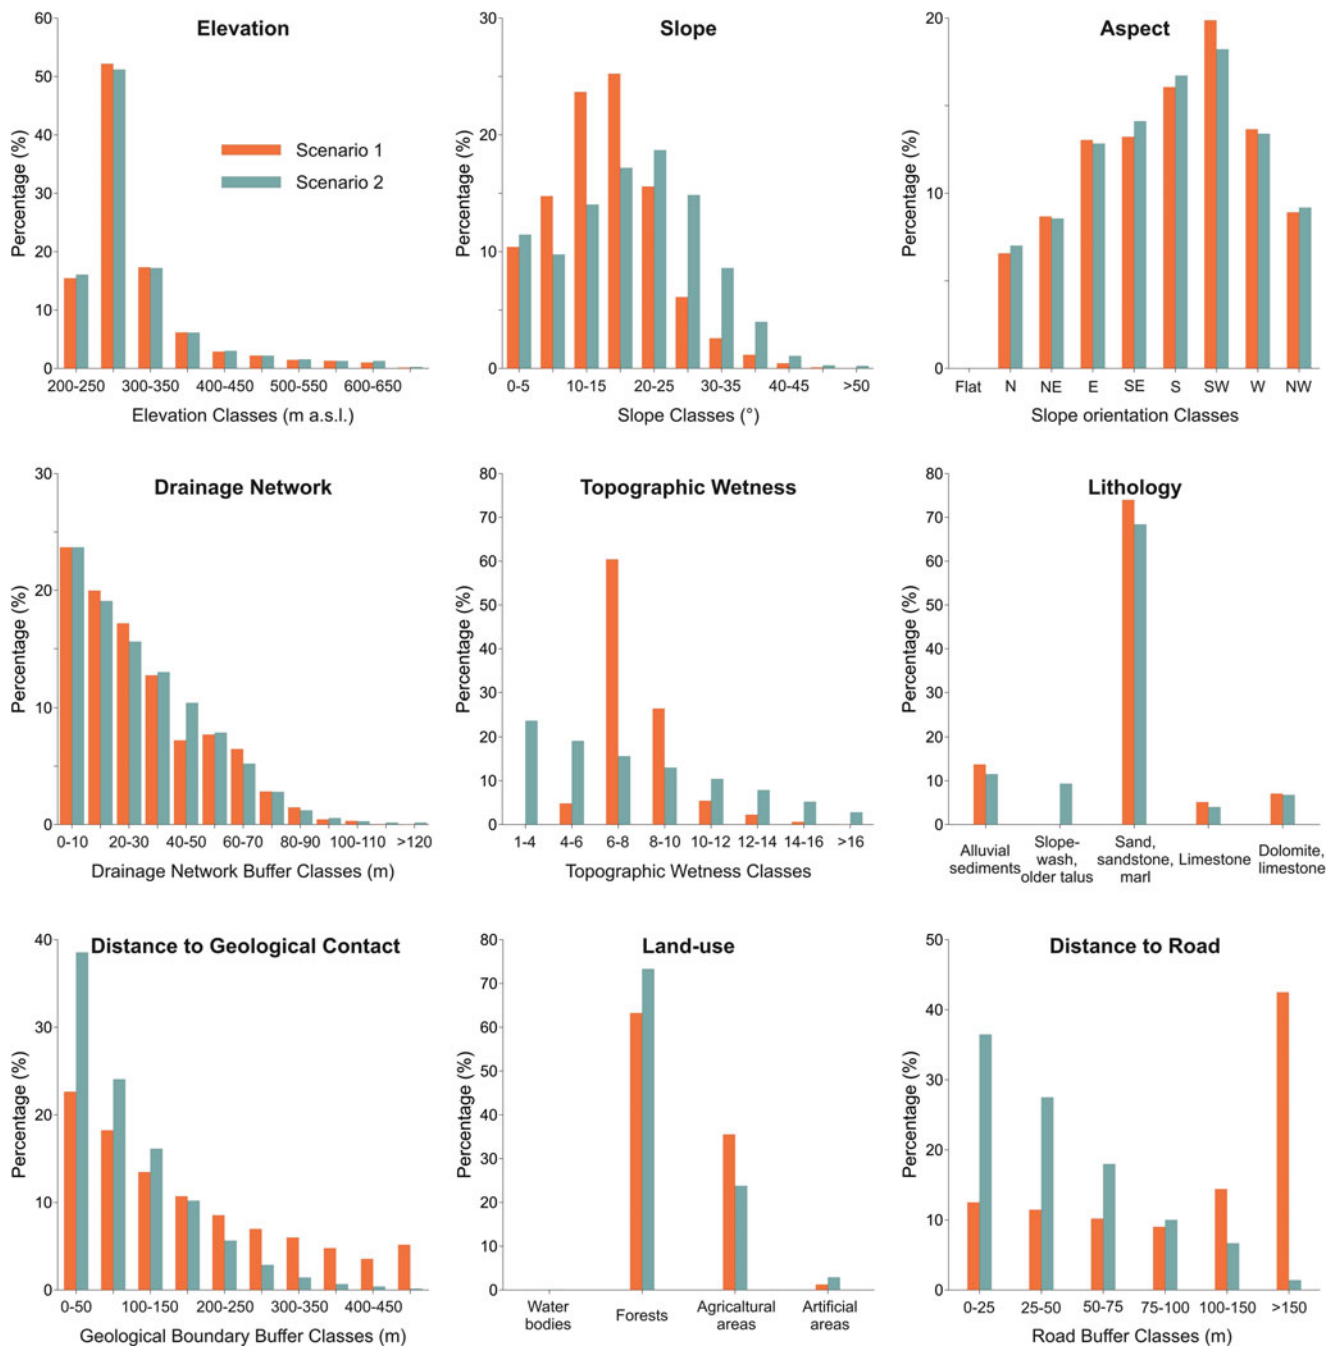 Elevation
60
50
40
30
20
10
0
Percentage (%)
Scenario 1
Scenario 2
200-250 300-350 400-450 500-550 600-650
Elevation Classes (m a.s.l.)
Slope
30
20
10
0
Percentage (%)
0-5 10-15 20-25 30-35 40-45 >50
Slope Classes (°)
Aspect
20
10
0
Percentage (%)
Flat N NE E SE S SW W NW
Slope orientation Classes
Drainage Network
30
20
10
0
Percentage (%)
0-10 20-30 40-50 60-70 80-90 100-110 >120
Drainage Network Buffer Classes (m)
Topographic Wetness
80
70
60
50
40
30
20
10
0
Percentage (%)
1-4 4-6 6-8 8-10 10-12 12-14 14-16 >16
Topographic Wetness Classes
Lithology
80
70
60
50
40
30
20
10
0
Percentage (%)
Alluvial
sediments
Slope-
wash,
older talus
Sand,
sandstone,
marl
Limestone
Dolomite,
limestone
Distance to Geological Contact
40
30
20
10
0
Percentage (%)
0-50 100-150 200-250 300-350 400-450
Geological Boundary Buffer Classes (m)
Land-use
80
70
60
50
40
30
20
10
0
Percentage (%)
Water
bodies
Forests
Agricaltural
areas
Artificial
areas
Distance to Road
50
40
30
20
10
0
Percentage (%)
0-25 25-50 50-75 75-100 100-150 >150
Road Buffer Classes (m)